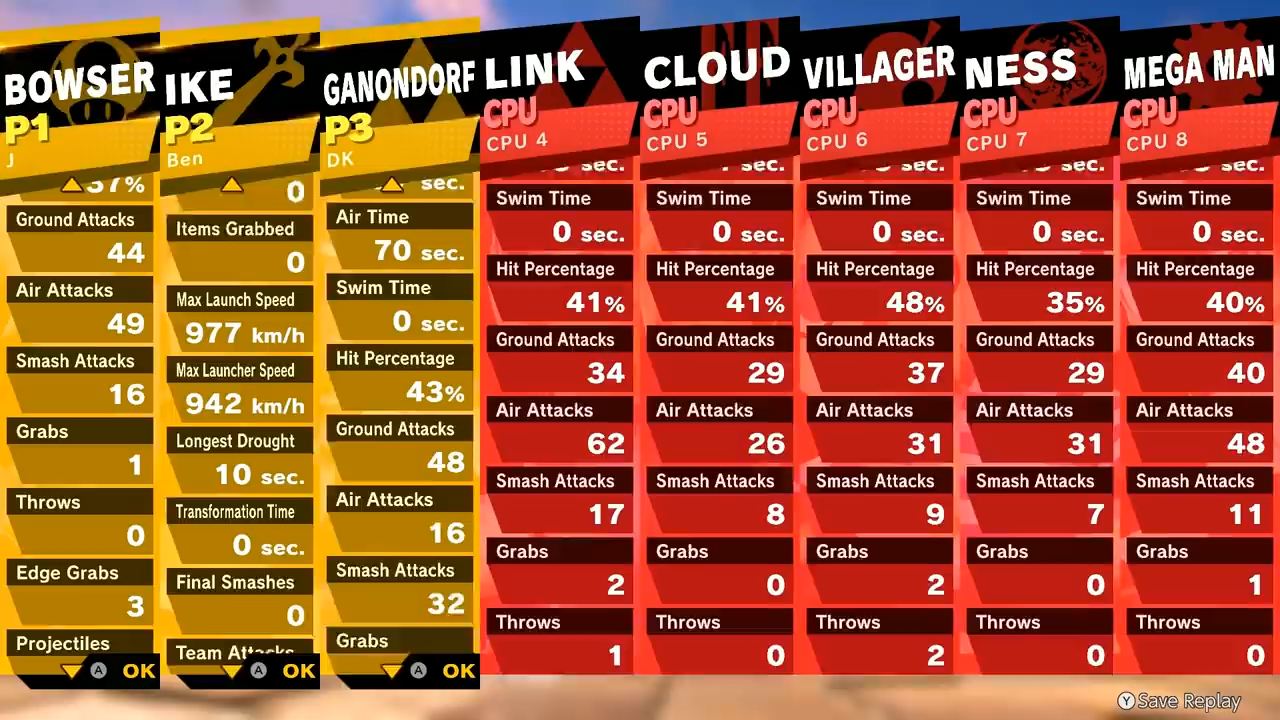 BOWSER
P1
J
37%
Ground Attacks
44
Air Attacks
49
Smash Attacks
16
Grabs
1
Throws
0
Edge Grabs
3
Projectiles
A OK
IKE
P2
Ben
0
Items Grabbed
0
Max Launch Speed
977 km/h
Max Launcher Speed
942 km/h
Longest Drought
10 sec.
Transformation Time
0 sec.
Final Smashes
0
Team Attacks
A OK
GANONDORF
P3
DK
sec.
Air Time
70 sec.
Swim Time
0 sec.
Hit Percentage
43%
Ground Attacks
48
Air Attacks
16
Smash Attacks
32
Grabs
A OK
LINK
CPU
CPU 4
sec.
Swim Time
0 sec.
Hit Percentage
41%
Ground Attacks
34
Air Attacks
62
Smash Attacks
17
Grabs
2
Throws
1
CLOUD
CPU
CPU 5
sec.
Swim Time
0 sec.
Hit Percentage
41%
Ground Attacks
29
Air Attacks
26
Smash Attacks
8
Grabs
0
Throws
0
VILLAGER
CPU
CPU 6
sec.
Swim Time
0 sec.
Hit Percentage
48%
Ground Attacks
37
Air Attacks
31
Smash Attacks
9
Grabs
2
Throws
2
NESS
CPU
CPU 7
sec.
Swim Time
0 sec.
Hit Percentage
35%
Ground Attacks
29
Air Attacks
31
Smash Attacks
7
Grabs
0
Throws
0
MEGA MAN
CPU
CPU 8
sec.
Swim Time
0 sec.
Hit Percentage
40%
Ground Attacks
40
Air Attacks
48
Smash Attacks
11
Grabs
1
Throws
0
Y Save Replay